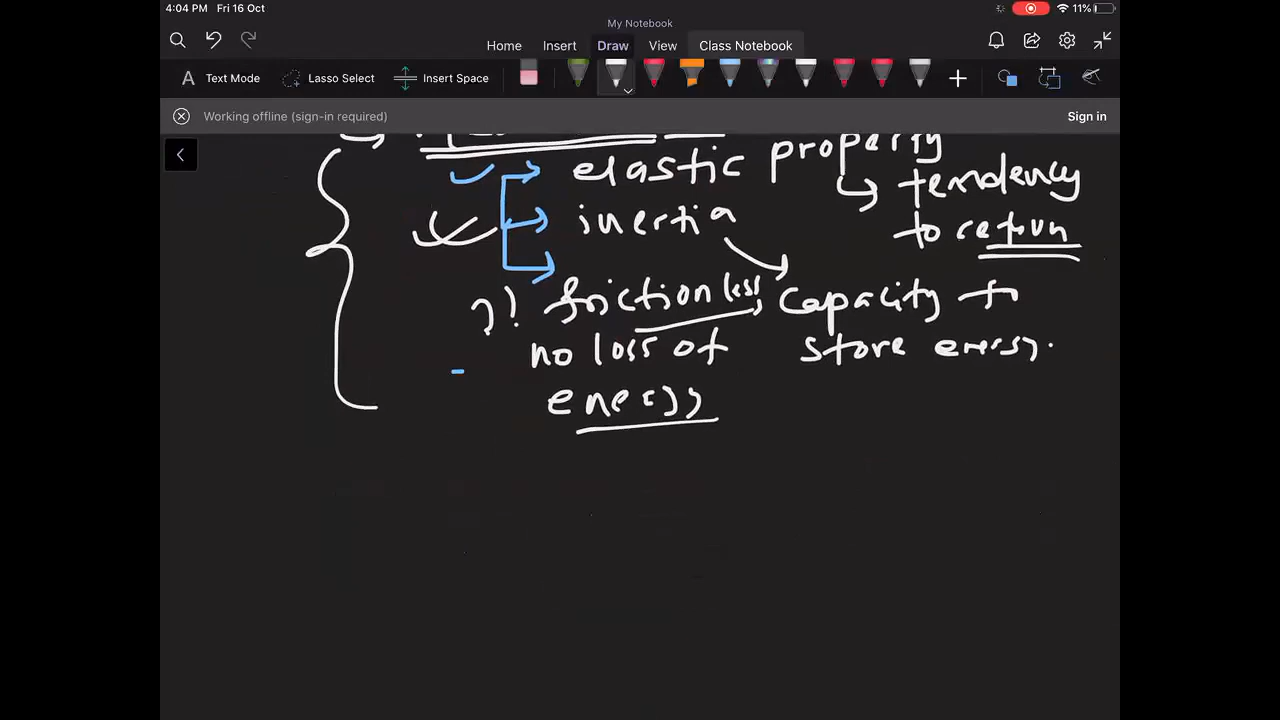 4:04 PM Fri 16 Oct
11%
My Notebook
Home Insert Draw View Class Notebook
Text Mode Lasso Select Insert Space
Working offline (sign-in required) Sign in
elastic property
↳ tendency
to return
inertia
?! frictionless
capacity to
store energy.
no loss of
energy